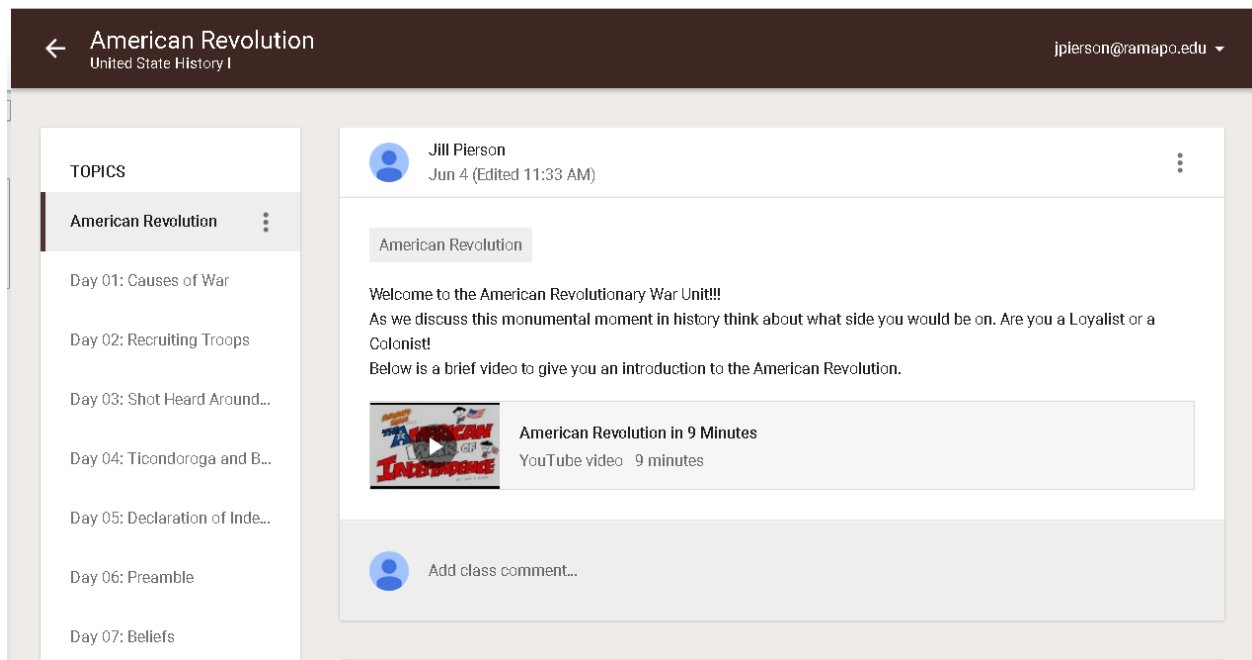 American Revolution
United State History I
jpierson@ramapo.edu
TOPICS
American Revolution
Day 01: Causes of War
Day 02: Recruiting Troops
Day 03: Shot Heard Around...
Day 04: Ticondoroga and B...
Day 05: Declaration of Inde...
Day 06: Preamble
Day 07: Beliefs
Jill Pierson
Jun 4 (Edited 11:33 AM)
American Revolution
Welcome to the American Revolutionary War Unit!!!
As we discuss this monumental moment in history think about what side you would be on. Are you a Loyalist or a
Colonist!
Below is a brief video to give you an introduction to the American Revolution.
THE AMERICAN
WAR OF
INDEPENDENCE
American Revolution in 9 Minutes
YouTube video 9 minutes
Add class comment...